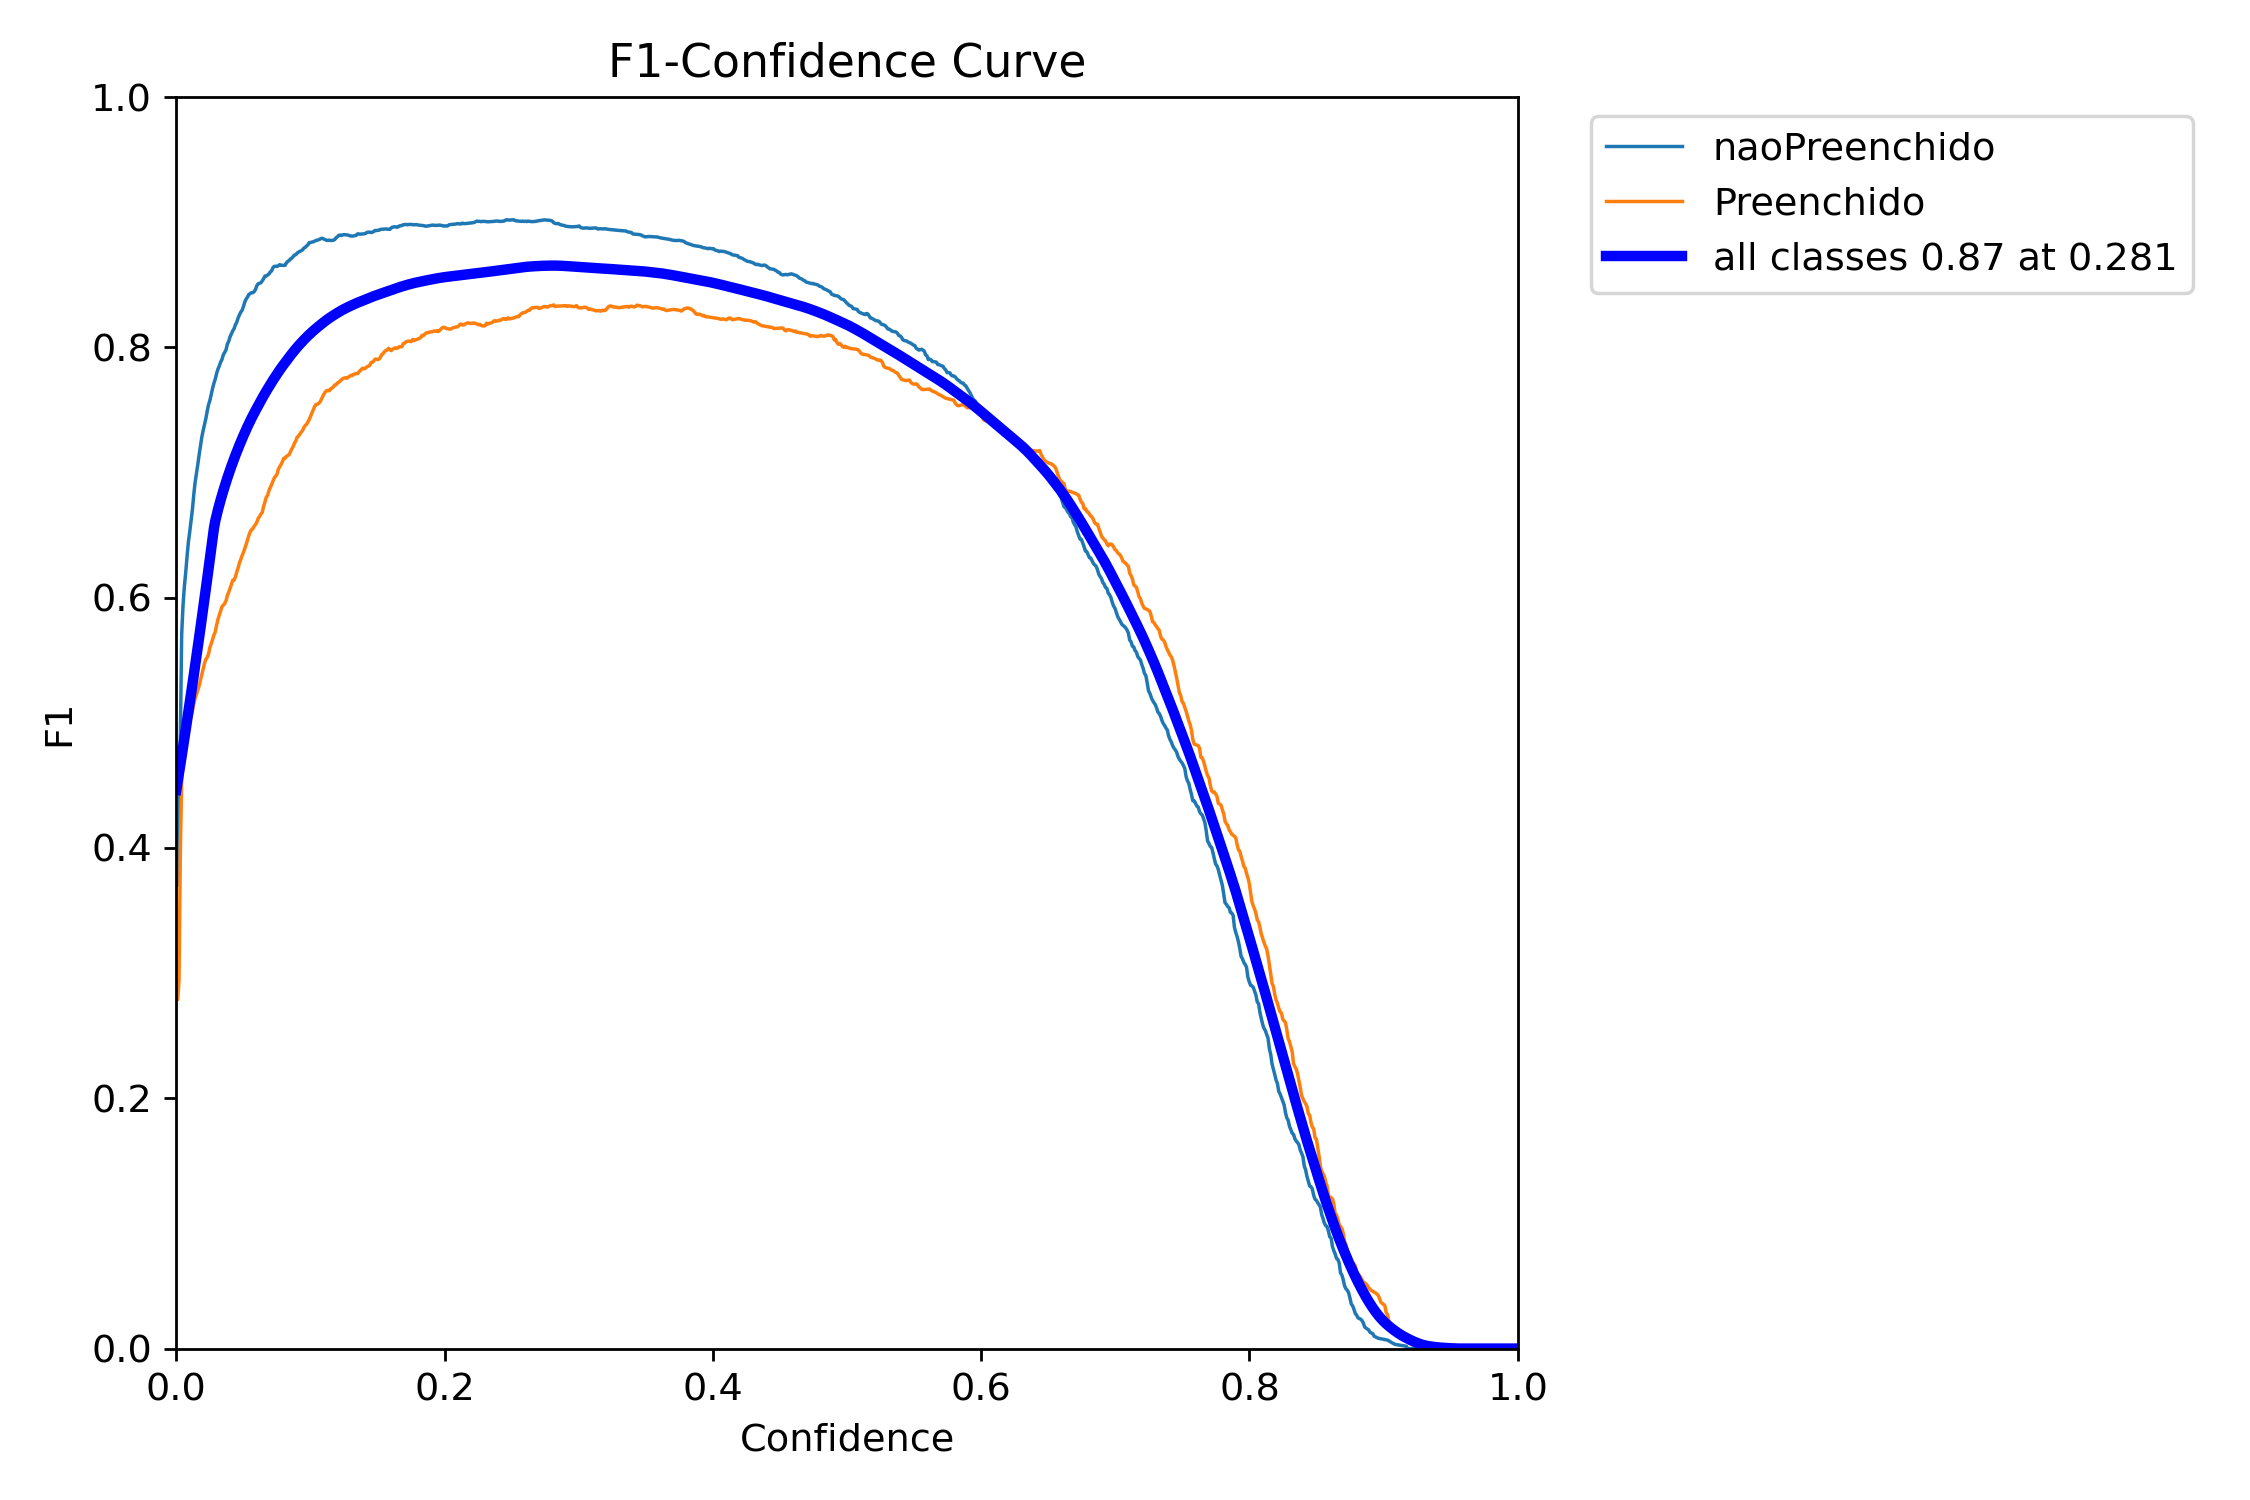 F1-Confidence Curve
1.0
0.8
0.6
0.4
0.2
0.0
F1
0.0 0.2 0.4 0.6 0.8 1.0
Confidence
naoPreenchido
Preenchido
all classes 0.87 at 0.281